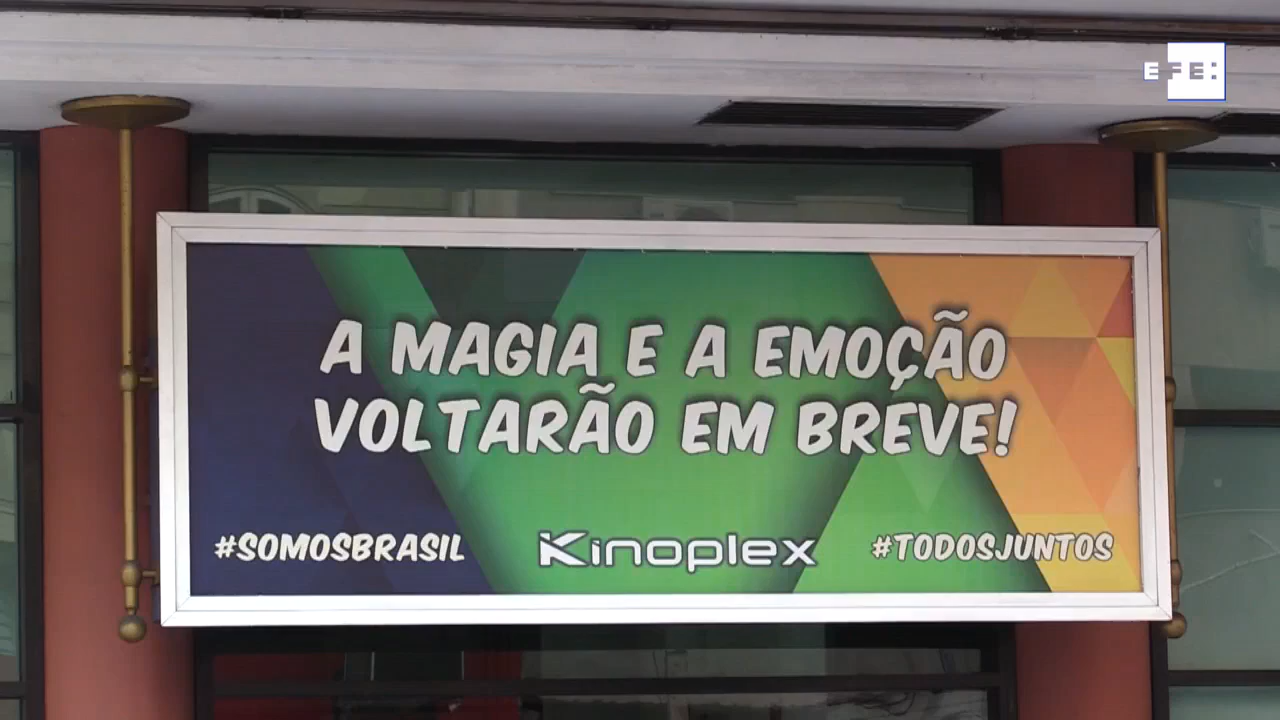 EFE:
A MAGIA E A EMOÇÃO
VOLTARÃO EM BREVE!
#SOMOSBRASIL Kinoplex #TODOSJUNTOS